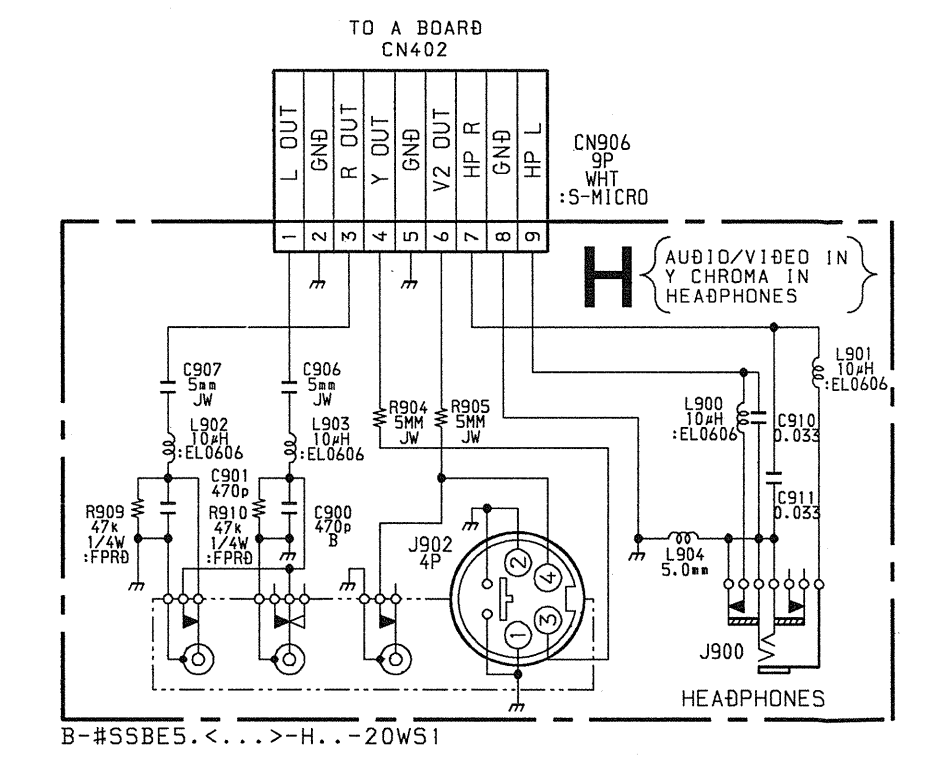 TO A BOARD
CN402
L OUT
GND
R OUT
Y OUT
GND
V2 OUT
HP R
GND
HP L
CN906
9P
WHT
:S-MICRO
1 2 3 4 5 6 7 8 9
H
AUDIO/VIDEO IN
Y CHROMA IN
HEADPHONES
C907
5mm
JW
C906
5mm
JW
L902
10μH
:EL0606
L903
10μH
:EL0606
R904
5MM
JW
R905
5MM
JW
L901
10μH
:EL0606
L900
10μH
:EL0606
C910
0.033
C911
0.033
C901
470p
R909
47k
1/4W
:FPRD
R910
47k
1/4W
:FPRD
C900
470p
B
J902
4P
2
4
1
3
L904
5.0mm
J900
HEADPHONES
B-#SSBE5.<...>-H..-20WS1